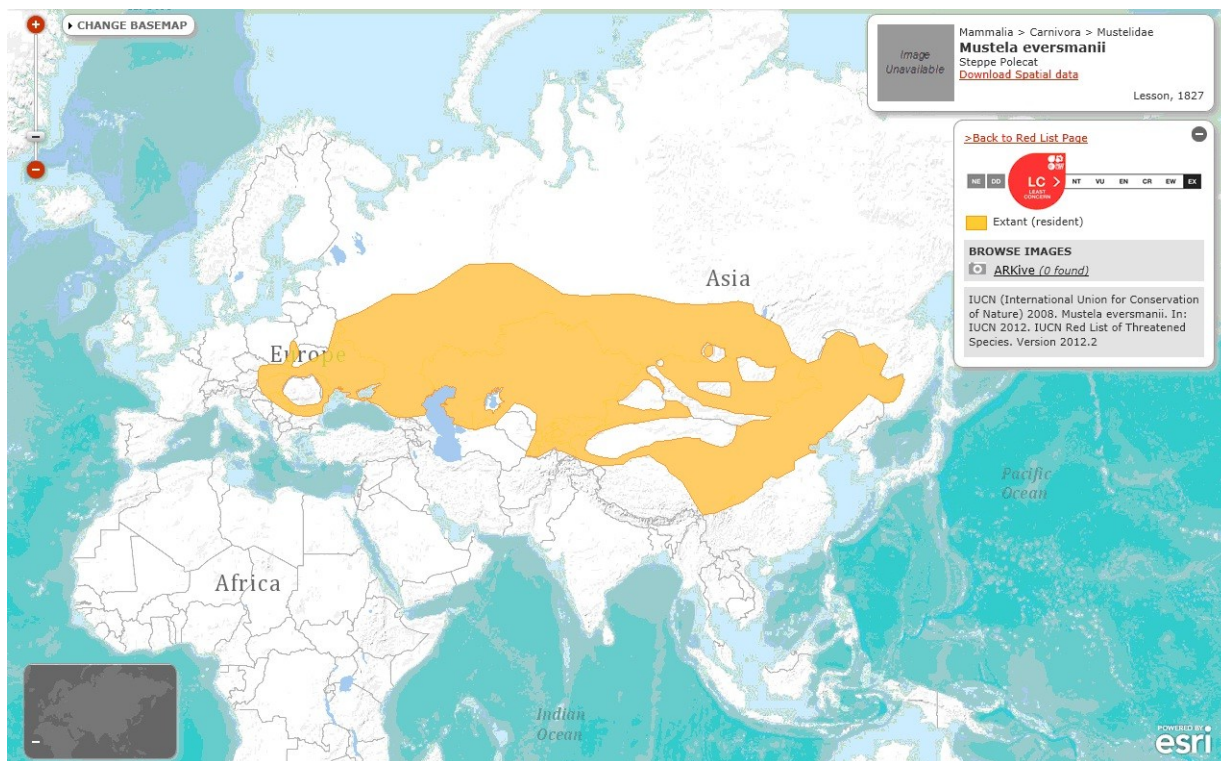 CHANGE BASEMAP
Image
Unavailable
Mammalia > Carnivora > Mustelidae
Mustela eversmanii
Steppe Polecat
Download Spatial data
Lesson, 1827
>Back to Red List Page
NE DD LC > NT VU EN CR EW EX
LEAST
CONCERN
Extant (resident)
BROWSE IMAGES
ARKive (0 found)
IUCN (International Union for Conservation
of Nature) 2008. Mustela eversmanii. In:
IUCN 2012. IUCN Red List of Threatened
Species. Version 2012.2
Asia
Europe
Pacific
Ocean
Africa
Indian
Ocean
POWERED BY
esri